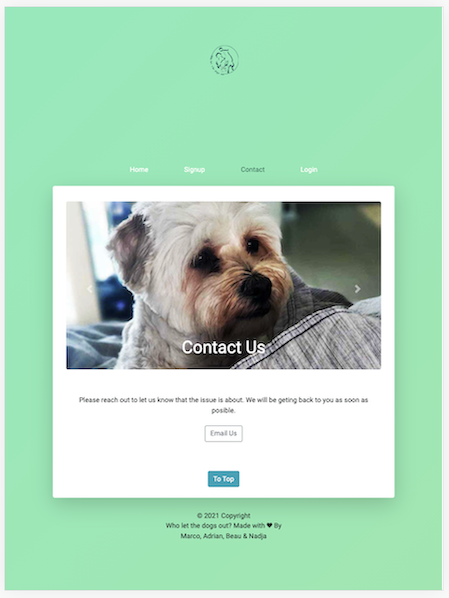 Home Signup Contact Login
Contact Us
Please reach out to let us know that the issue is about. We will be geting back to you as soon as
posible.
Email Us
To Top
© 2021 Copyright
Who let the dogs out? Made with ♥ By
Marco, Adrian, Beau & Nadja